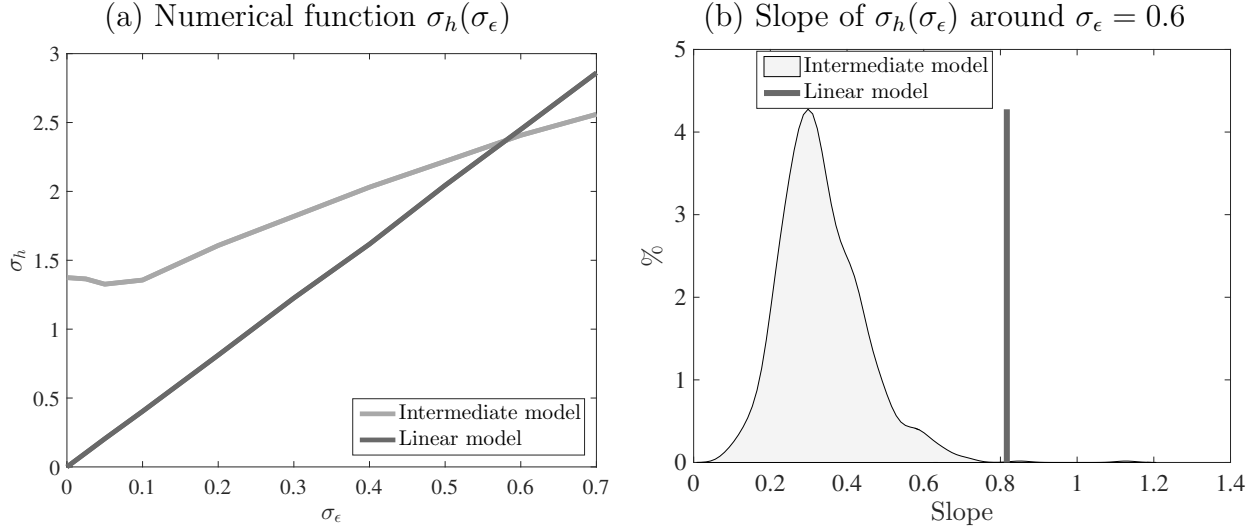 (a) Numerical function σ_h(σ_ϵ)
3
2.5
2
1.5
1
0.5
0
σ_h
0 0.1 0.2 0.3 0.4 0.5 0.6 0.7
σ_ϵ
Intermediate model
Linear model
(b) Slope of σ_h(σ_ϵ) around σ_ϵ = 0.6
5
4
3
2
1
0
%
0 0.2 0.4 0.6 0.8 1 1.2 1.4
Slope
Intermediate model
Linear model